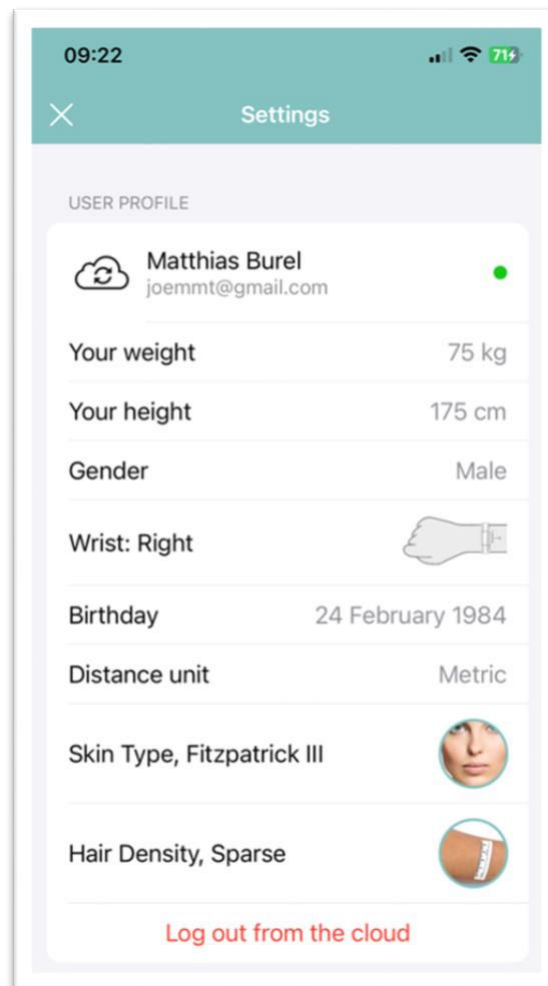 09:22
71
Settings
USER PROFILE
Matthias Burel
joemmt@gmail.com
Your weight 75 kg
Your height 175 cm
Gender Male
Wrist: Right
Birthday 24 February 1984
Distance unit Metric
Skin Type, Fitzpatrick III
Hair Density, Sparse
Log out from the cloud